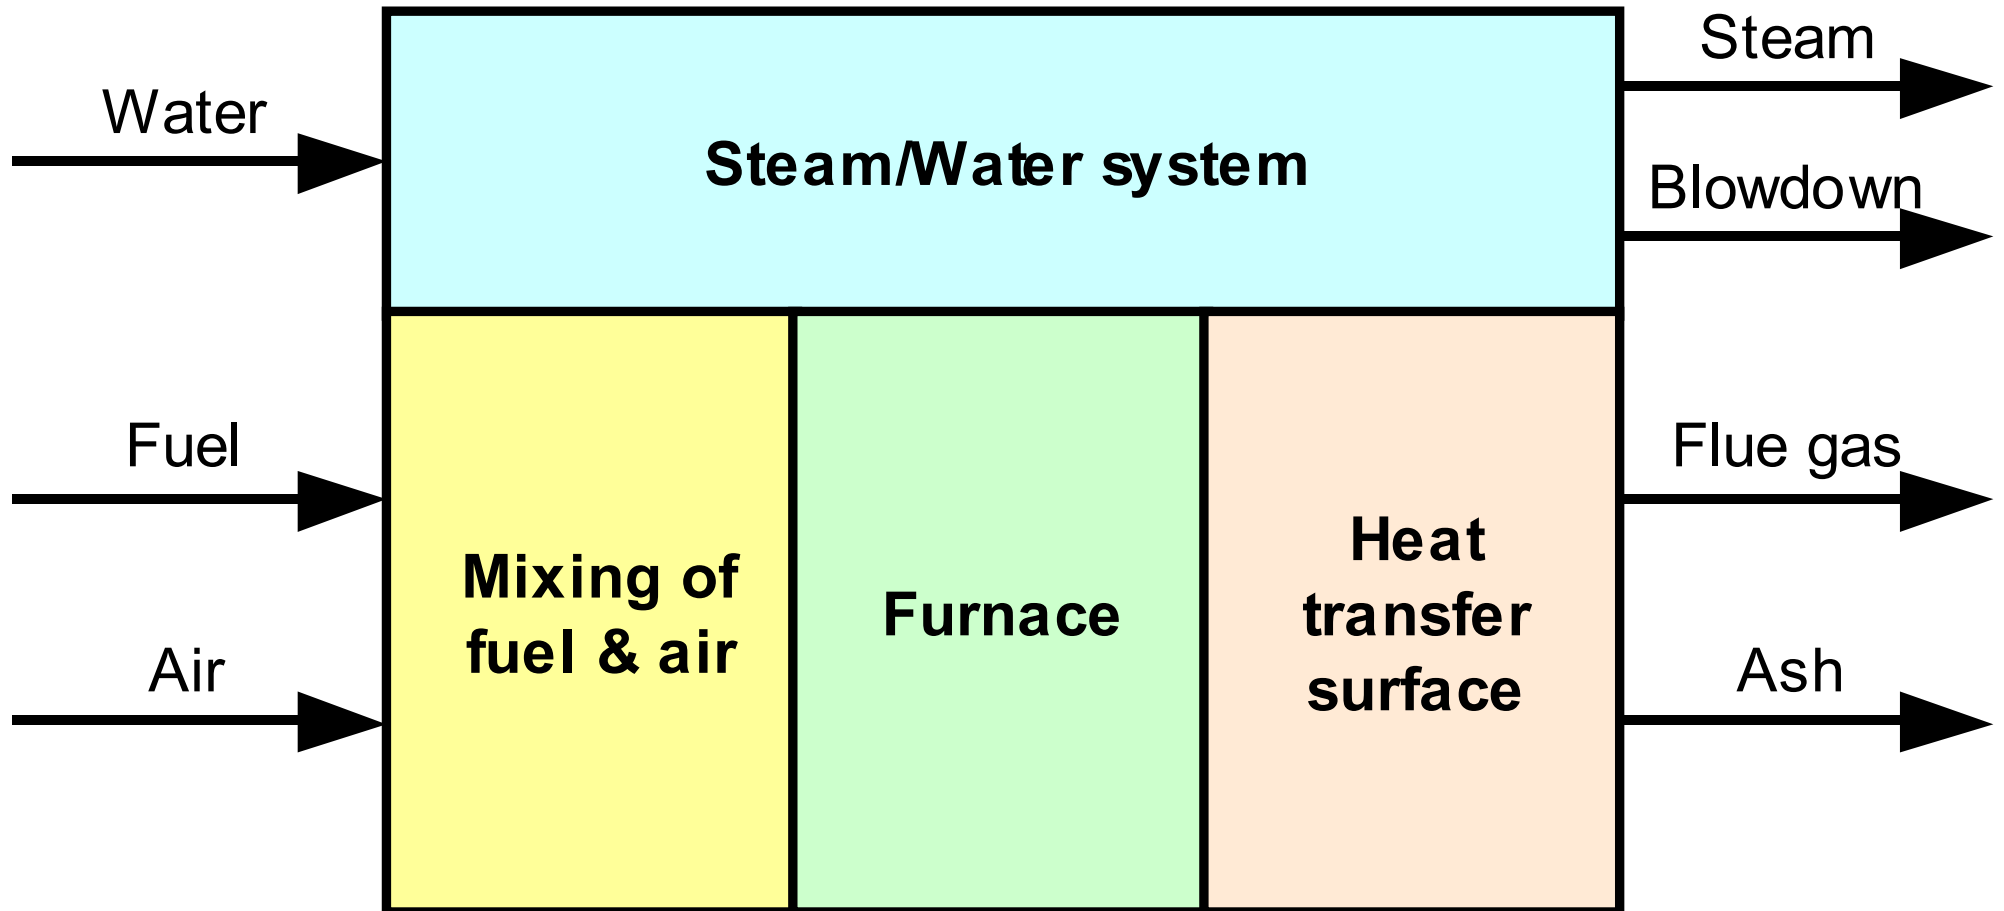 Steam
Water
Steam/Water system
Blowdown
Fuel
Flue gas
Mixing of
fuel & air
Furnace
Heat
transfer
surface
Air
Ash